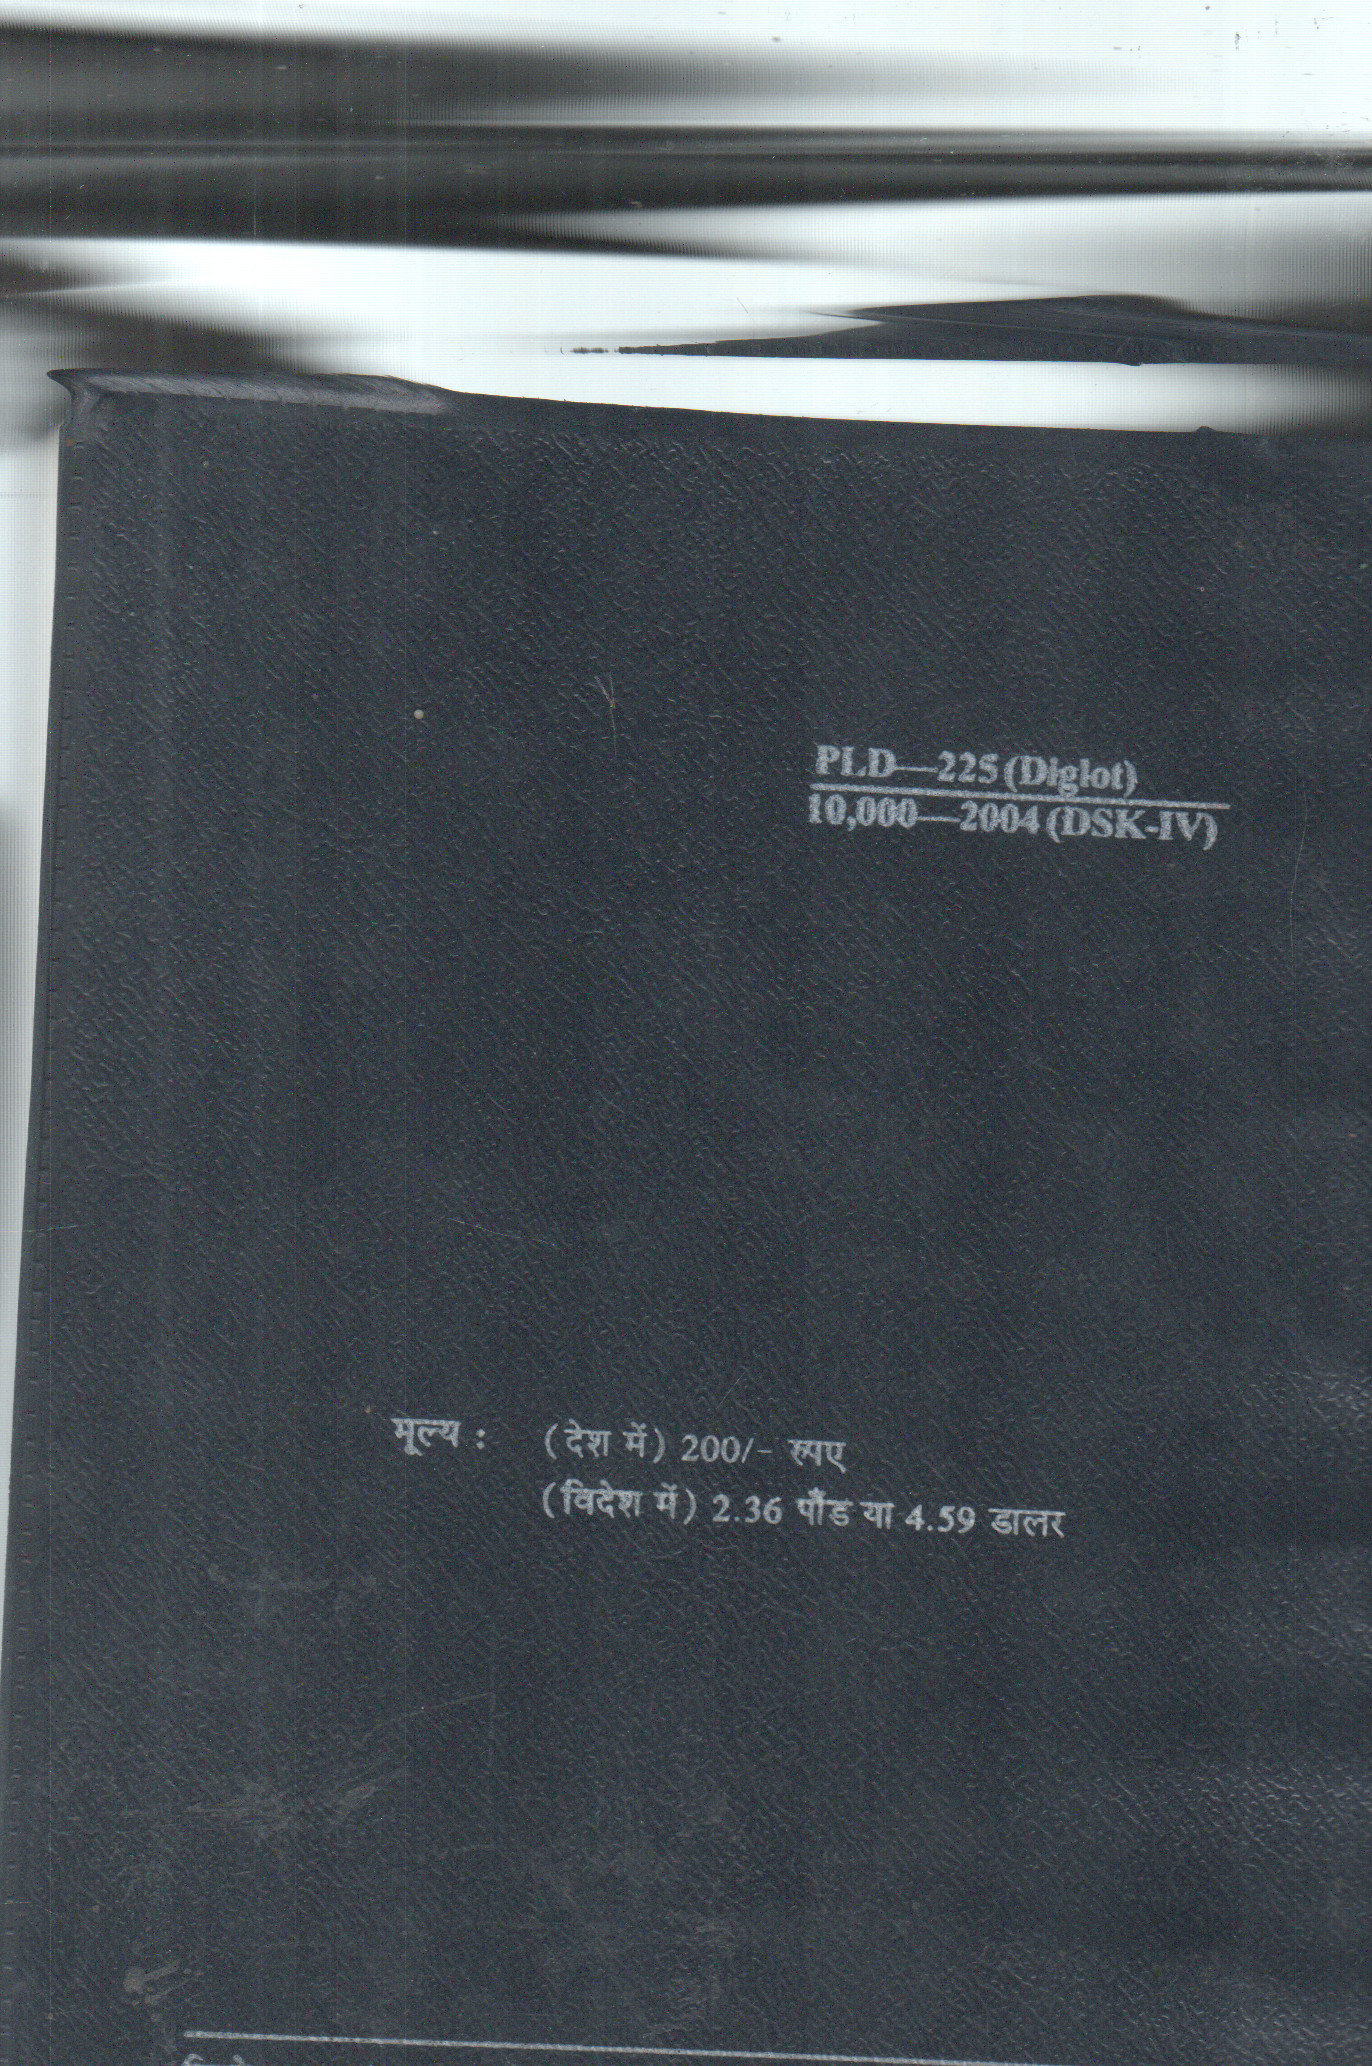 PLD—225 (Diglot)
10,000—2004 (DSK-IV)
मूल्य : (देश में) 200/- रुपए
(विदेश में) 2.36 पौंड या 4.59 डालर